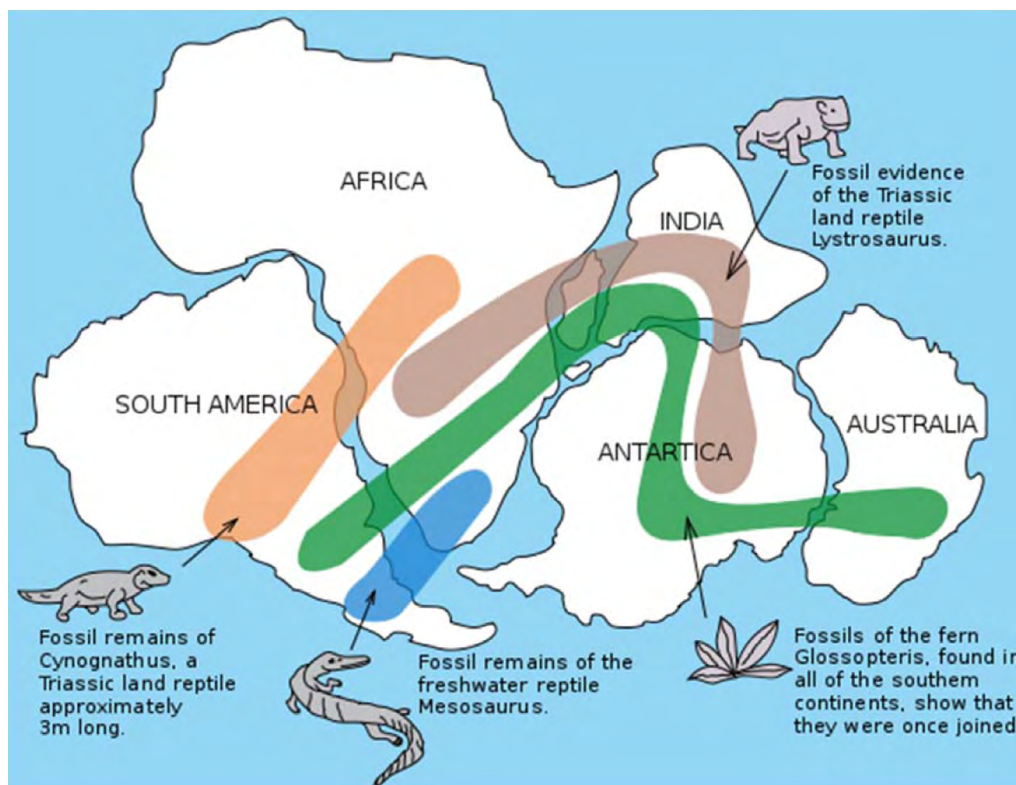 AFRICA
INDIA
Fossil evidence
of the Triassic
land reptile
Lystrosaurus.
SOUTH AMERICA
ANTARTICA
AUSTRALIA
Fossil remains of
Cynognathus, a
Triassic land reptile
approximately
3m long.
Fossil remains of the
freshwater reptile
Mesosaurus.
Fossils of the fern
Glossopteris, found in
all of the southern
continents, show that
they were once joined